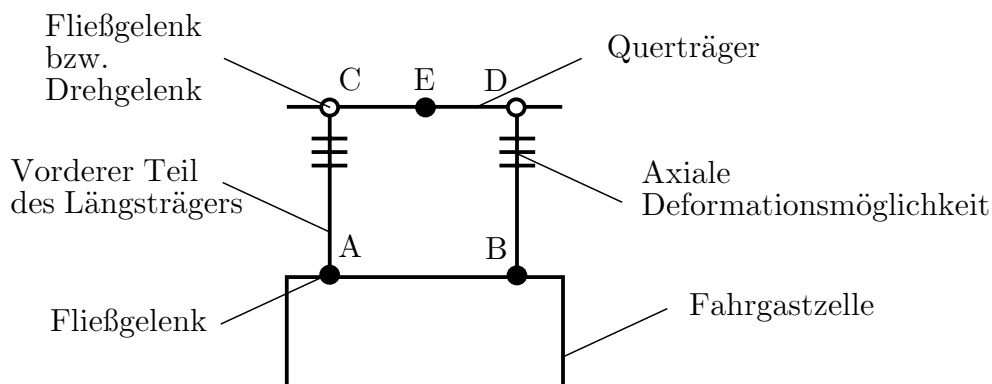 Fließgelenk
bzw.
Drehgelenk
C
E
D
Querträger
Vorderer Teil
des Längsträgers
Axiale
Deformationsmöglichkeit
A
B
Fließgelenk
Fahrgastzelle